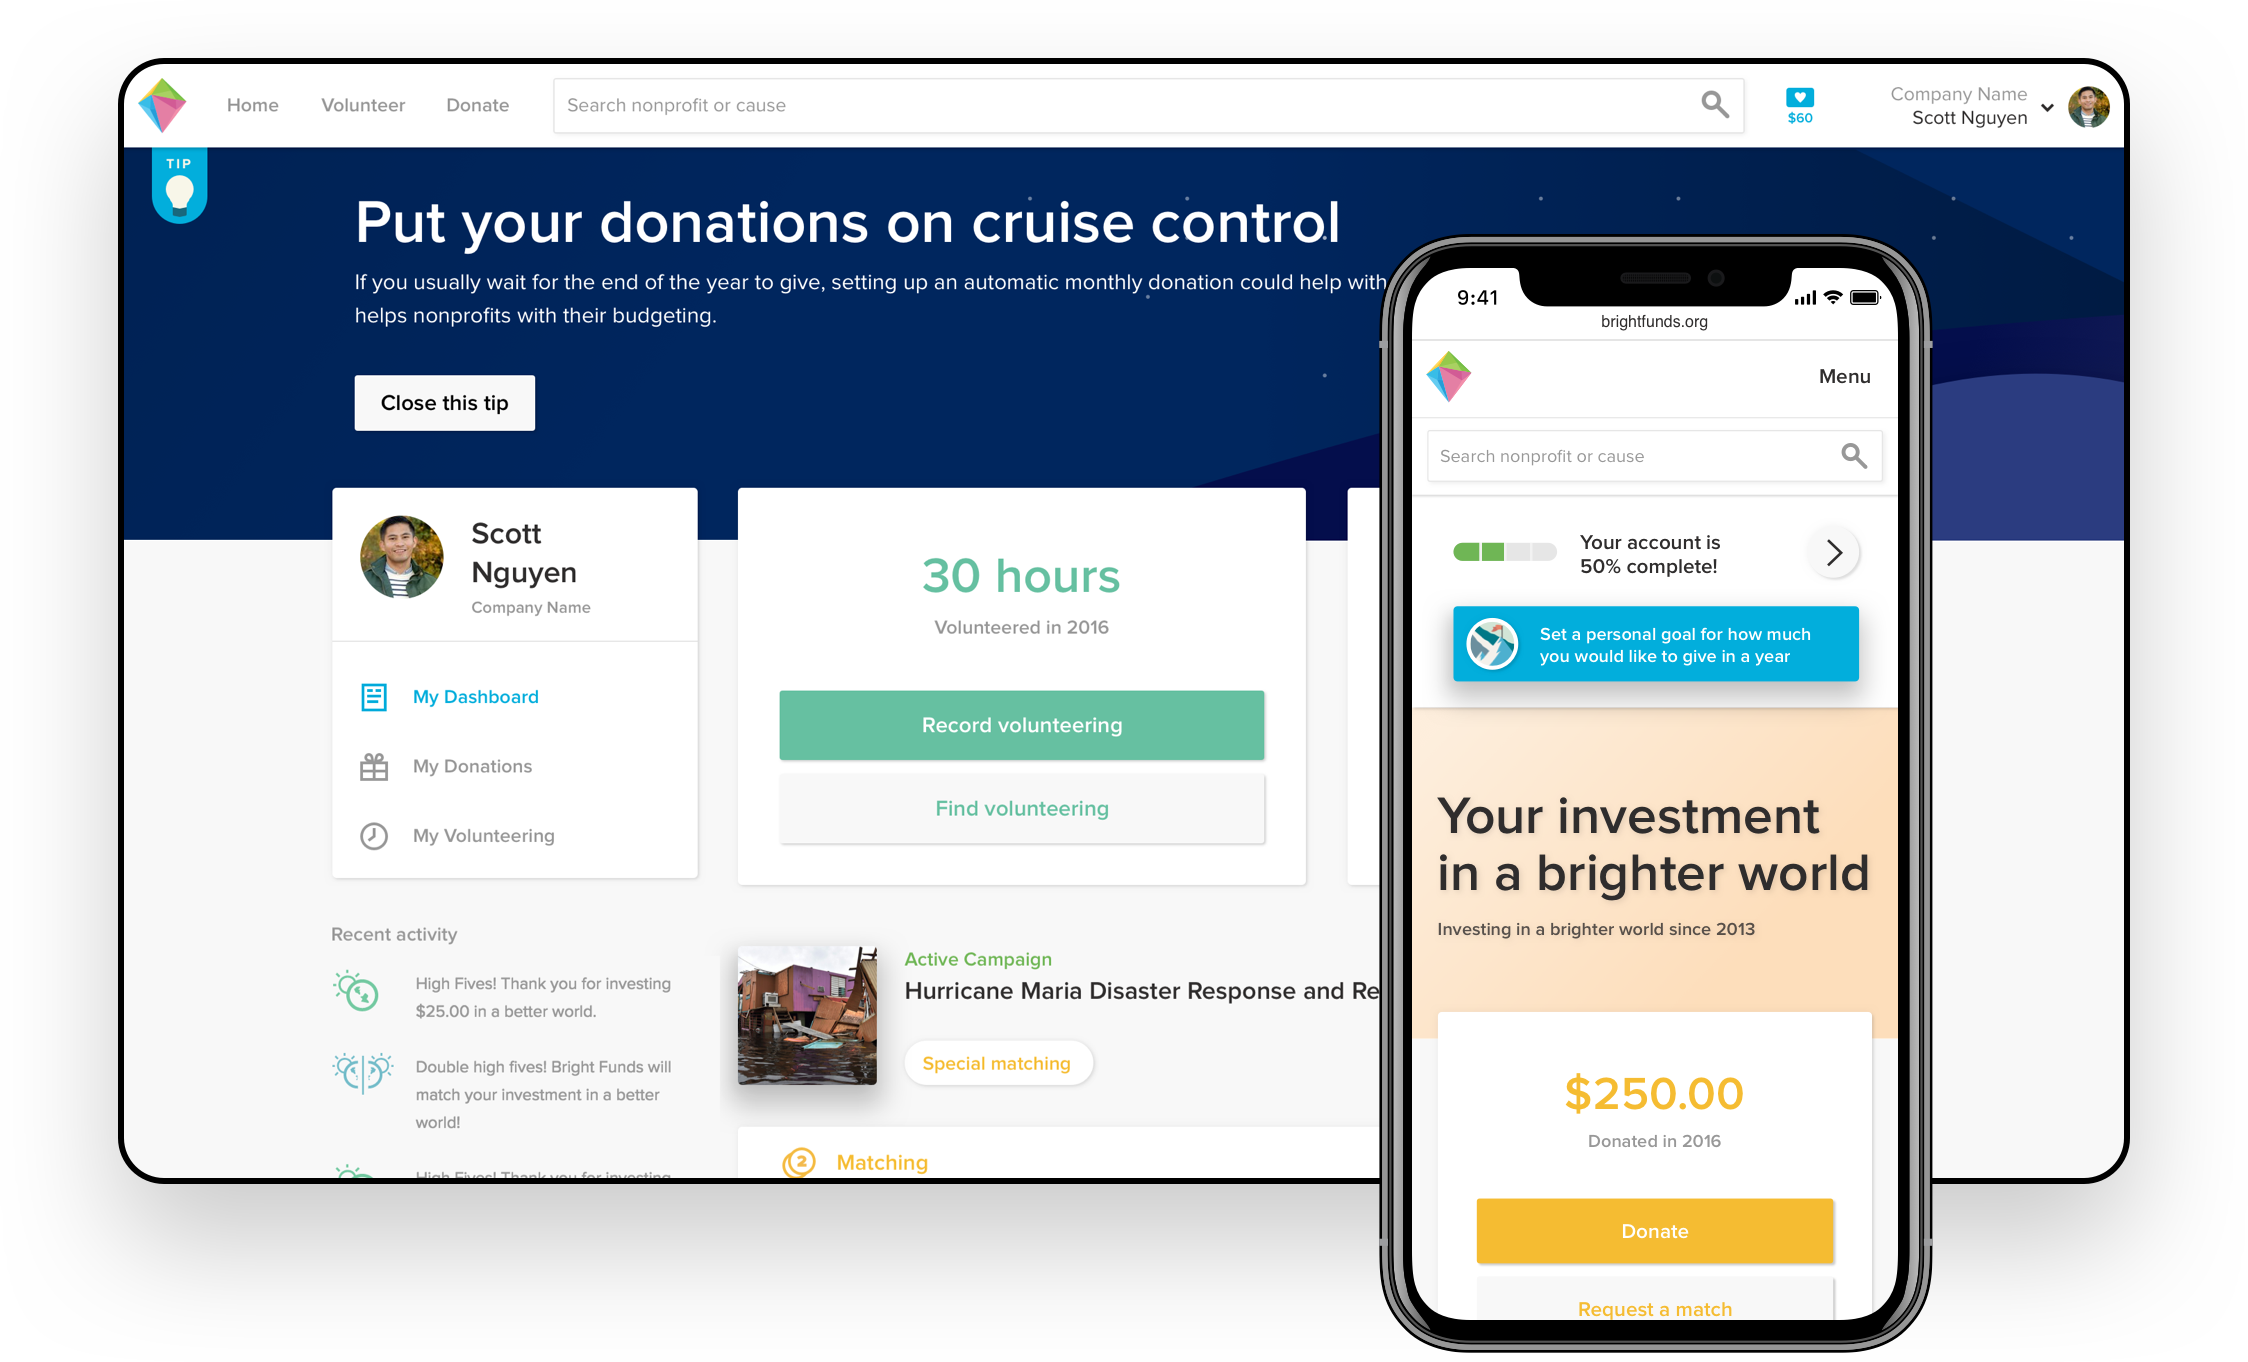 Home
Volunteer
Donate
Search nonprofit or cause
$60
Company Name
Scott Nguyen
TIP
Put your donations on cruise control
If you usually wait for the end of the year to give, setting up an automatic monthly donation could help with
helps nonprofits with their budgeting.
Close this tip
Scott
Nguyen
Company Name
My Dashboard
My Donations
My Volunteering
30 hours
Volunteered in 2016
Record volunteering
Find volunteering
Recent activity
High Fives! Thank you for investing
$25.00 in a better world.
Double high fives! Bright Funds will
match your investment in a better
world!
High Fives! Thank you for investing
Active Campaign
Hurricane Maria Disaster Response and Re
Special matching
2
Matching
9:41
brightfunds.org
Menu
Search nonprofit or cause
Your account is
50% complete!
Set a personal goal for how much
you would like to give in a year
Your investment
in a brighter world
Investing in a brighter world since 2013
$250.00
Donated in 2016
Donate
Request a match